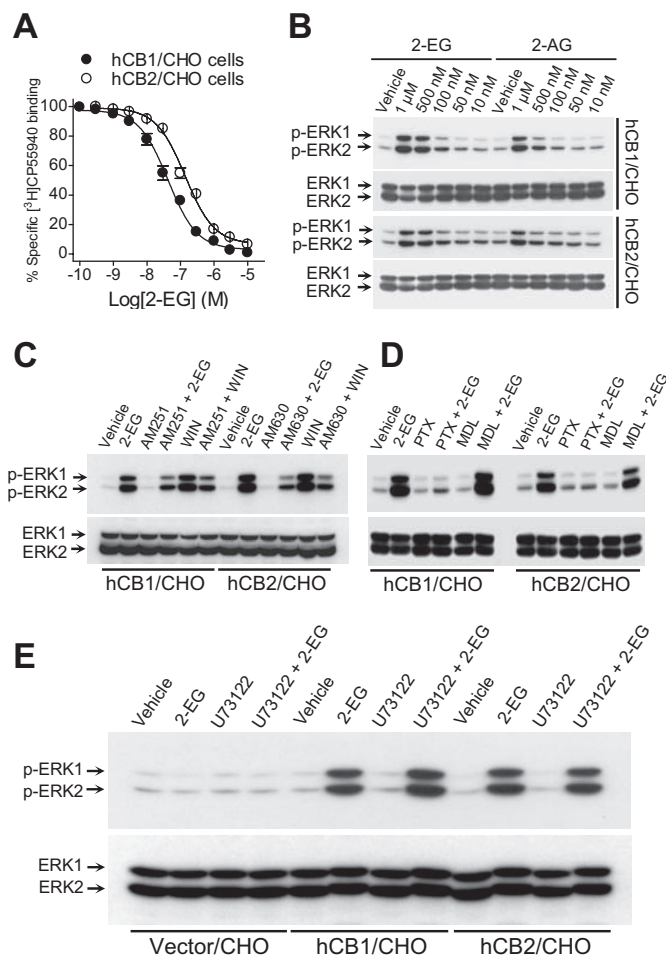 A
hCB1/CHO cells
hCB2/CHO cells
% Specific [³H]CP55940 binding
100
80
60
40
20
0
-10 -9 -8 -7 -6 -5
Log[2-EG] (M)
B
2-EG 2-AG
Vehicle 1 µM 500 nM 100 nM 50 nM 10 nM Vehicle 1 µM 500 nM 100 nM 50 nM 10 nM
p-ERK1
p-ERK2
ERK1
ERK2
hCB1/CHO
p-ERK1
p-ERK2
ERK1
ERK2
hCB2/CHO
C
Vehicle 2-EG AM251 AM251 + 2-EG WIN AM251 + WIN Vehicle 2-EG AM630 AM630 + 2-EG WIN AM630 + WIN
p-ERK1
p-ERK2
ERK1
ERK2
hCB1/CHO hCB2/CHO
D
Vehicle 2-EG PTX PTX + 2-EG MDL MDL + 2-EG Vehicle 2-EG PTX PTX + 2-EG MDL MDL + 2-EG
hCB1/CHO hCB2/CHO
E
Vehicle 2-EG U73122 U73122 + 2-EG Vehicle 2-EG U73122 U73122 + 2-EG Vehicle 2-EG U73122 U73122 + 2-EG
p-ERK1
p-ERK2
ERK1
ERK2
Vector/CHO hCB1/CHO hCB2/CHO